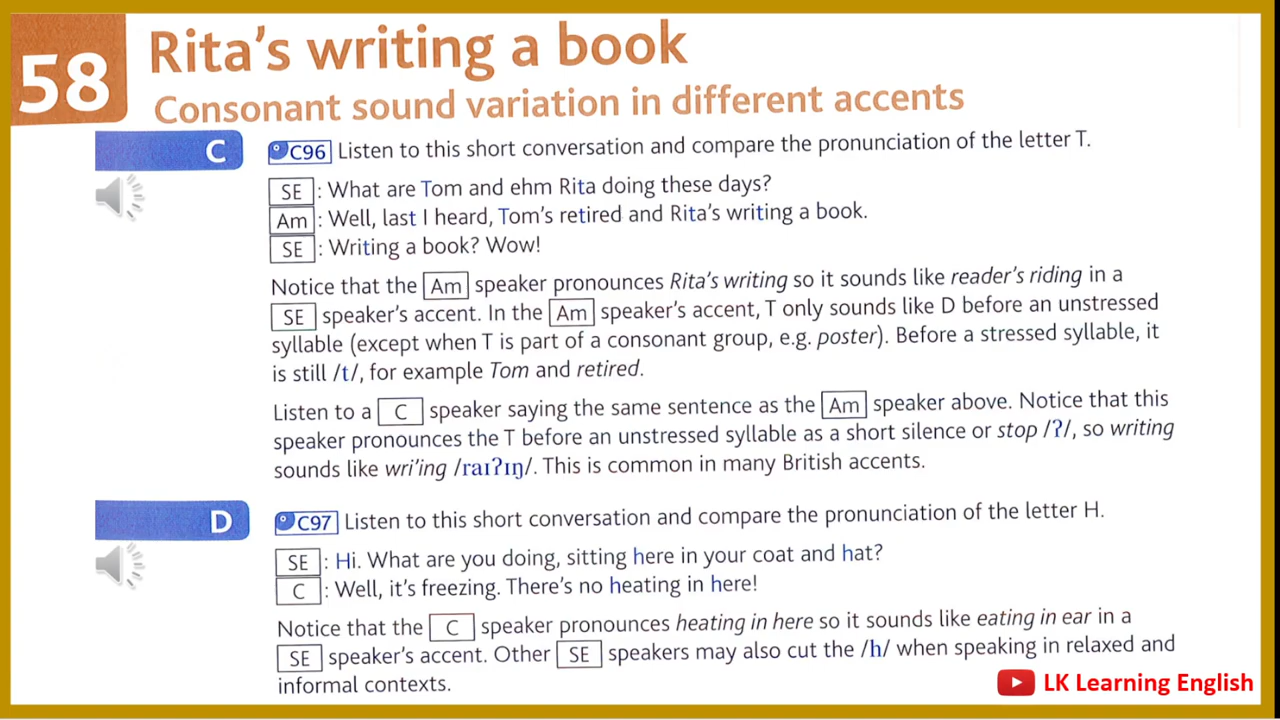 58
Rita's writing a book
Consonant sound variation in different accents
C
C96 Listen to this short conversation and compare the pronunciation of the letter T.
SE : What are Tom and ehm Rita doing these days?
Am : Well, last I heard, Tom's retired and Rita's writing a book.
SE : Writing a book? Wow!
Notice that the Am speaker pronounces Rita's writing so it sounds like reader's riding in a
SE speaker's accent. In the Am speaker's accent, T only sounds like D before an unstressed
syllable (except when T is part of a consonant group, e.g. poster). Before a stressed syllable, it
is still /t/, for example Tom and retired.
Listen to a C speaker saying the same sentence as the Am speaker above. Notice that this
speaker pronounces the T before an unstressed syllable as a short silence or stop /ʔ/, so writing
sounds like wri'ing /raɪʔɪŋ/. This is common in many British accents.
D
C97 Listen to this short conversation and compare the pronunciation of the letter H.
SE : Hi. What are you doing, sitting here in your coat and hat?
C : Well, it's freezing. There's no heating in here!
Notice that the C speaker pronounces heating in here so it sounds like eating in ear in a
SE speaker's accent. Other SE speakers may also cut the /h/ when speaking in relaxed and
informal contexts.
LK Learning English